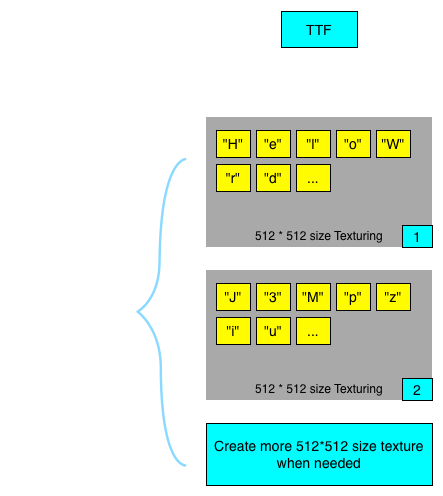 TTF
"H" "e" "l" "o" "W"
"r" "d" ...
512 * 512 size Texturing 1
"J" "3" "M" "p" "z"
"i" "u" ...
512 * 512 size Texturing 2
Create more 512*512 size texture
when needed